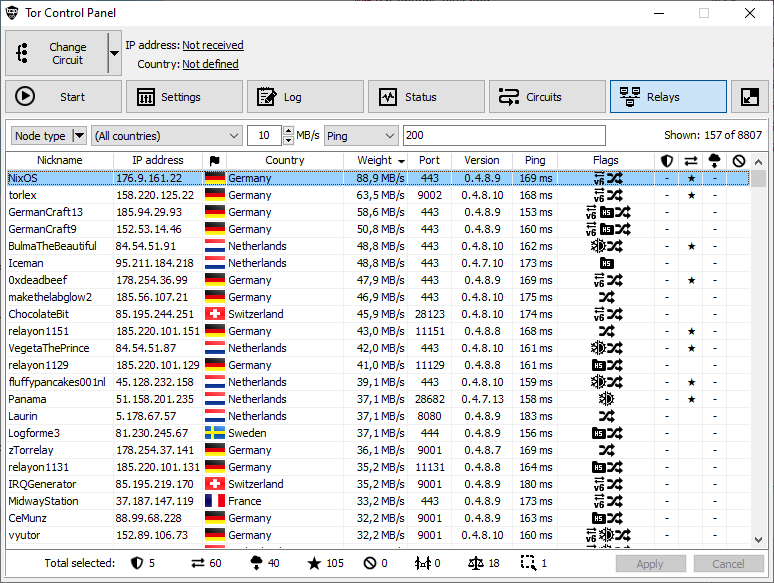 Tor Control Panel
Change Circuit
IP address: Not received
Country: Not defined
Start Settings Log Status Circuits Relays
Node type (All countries) 10 MB/s Ping 200 Shown: 157 of 8807
Nickname IP address Country Weight Port Version Ping Flags
NixOS 176.9.161.22 Germany 88,9 MB/s 443 0.4.8.9 169 ms - ★ -
torlex 158.220.125.22 Germany 63,5 MB/s 9002 0.4.8.10 168 ms - ★ -
GermanCraft13 185.94.29.93 Germany 58,6 MB/s 443 0.4.8.9 153 ms - - -
GermanCraft9 152.53.14.46 Germany 50,8 MB/s 443 0.4.8.9 160 ms - - -
BulmaTheBeautiful 84.54.51.91 Netherlands 48,8 MB/s 443 0.4.8.10 162 ms - ★ -
Iceman 95.211.184.218 Netherlands 48,8 MB/s 443 0.4.7.10 173 ms - - -
0xdeadbeef 178.254.36.99 Germany 47,9 MB/s 443 0.4.8.9 169 ms - ★ -
makethelabglow2 185.56.107.21 Germany 46,9 MB/s 443 0.4.8.10 175 ms - - -
ChocolateBit 85.195.244.251 Switzerland 45,9 MB/s 28123 0.4.8.10 174 ms - - -
relayon1151 185.220.101.151 Germany 43,0 MB/s 11151 0.4.8.8 168 ms - ★ -
VegetaThePrince 84.54.51.87 Netherlands 42,0 MB/s 443 0.4.8.10 161 ms - ★ -
relayon1129 185.220.101.129 Germany 41,0 MB/s 11129 0.4.8.8 161 ms - - -
fluffypancakes001nl 45.128.232.158 Netherlands 39,1 MB/s 443 0.4.8.10 159 ms - ★ -
Panama 51.158.201.235 Netherlands 37,1 MB/s 28682 0.4.7.13 158 ms - ★ -
Laurin 5.178.67.57 Netherlands 37,1 MB/s 8080 0.4.8.9 183 ms - - -
Logforme3 81.230.245.67 Sweden 37,1 MB/s 444 0.4.8.9 156 ms - - -
zTorrelay 178.254.37.141 Germany 36,1 MB/s 9001 0.4.8.7 169 ms - - -
relayon1131 185.220.101.131 Germany 35,2 MB/s 11131 0.4.8.8 164 ms - - -
IRQGenerator 85.195.219.170 Switzerland 35,2 MB/s 9001 0.4.8.9 180 ms - - -
MidwayStation 37.187.147.119 France 33,2 MB/s 443 0.4.8.9 173 ms - - -
CeMunz 88.99.68.228 Germany 32,2 MB/s 9001 0.4.8.9 163 ms - - -
vyutor 152.89.106.73 Germany 32,2 MB/s 9001 0.4.8.9 160 ms - - -
Total selected: 5 60 40 105 0 0 18 1 Apply Cancel